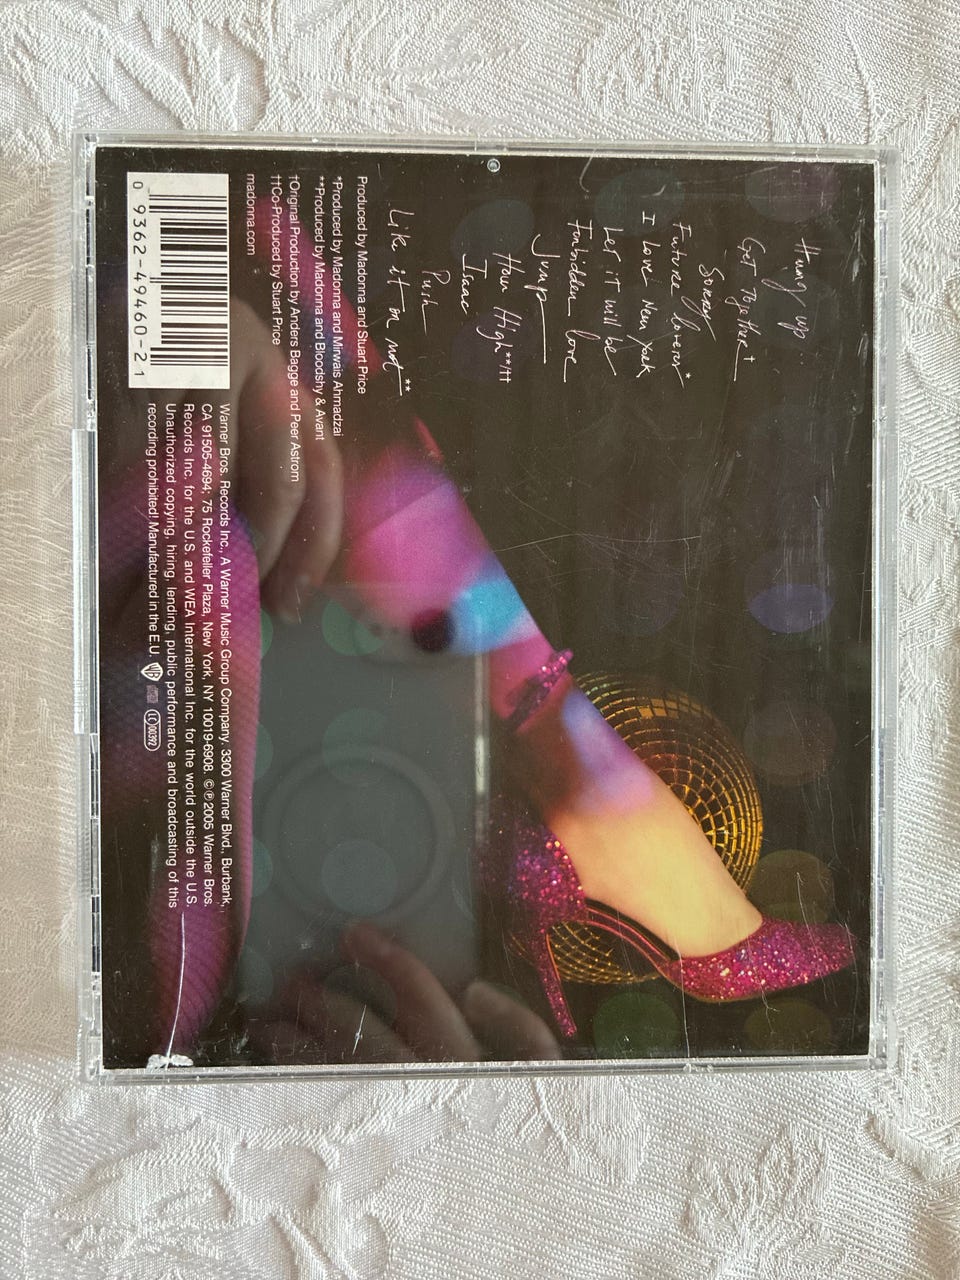 Hung up
Get Together†
Sorry
Future lovers*
I love New York
Let it will be
Forbidden love
Jump
How High**/††
Isaac
Push
Like it or not**
Produced by Madonna and Stuart Price
*Produced by Madonna and Mirwais Ahmadzai
**Produced by Madonna and Bloodshy & Avant
†Original Production by Anders Bagge and Peer Astrom
††Co-Produced by Stuart Price
madonna.com
0 9362-49460-2 1
Warner Bros. Records Inc., A Warner Music Group Company. 3300 Warner Blvd., Burbank,
CA 91505-4694; 75 Rockefeller Plaza, New York, NY 10019-6908. ©℗ 2005 Warner Bros.
Records Inc. for the U.S. and WEA International Inc. for the world outside the U.S.
Unauthorized copying, hiring, lending, public performance and broadcasting of this
recording prohibited! Manufactured in the E.U. WB LC 00392